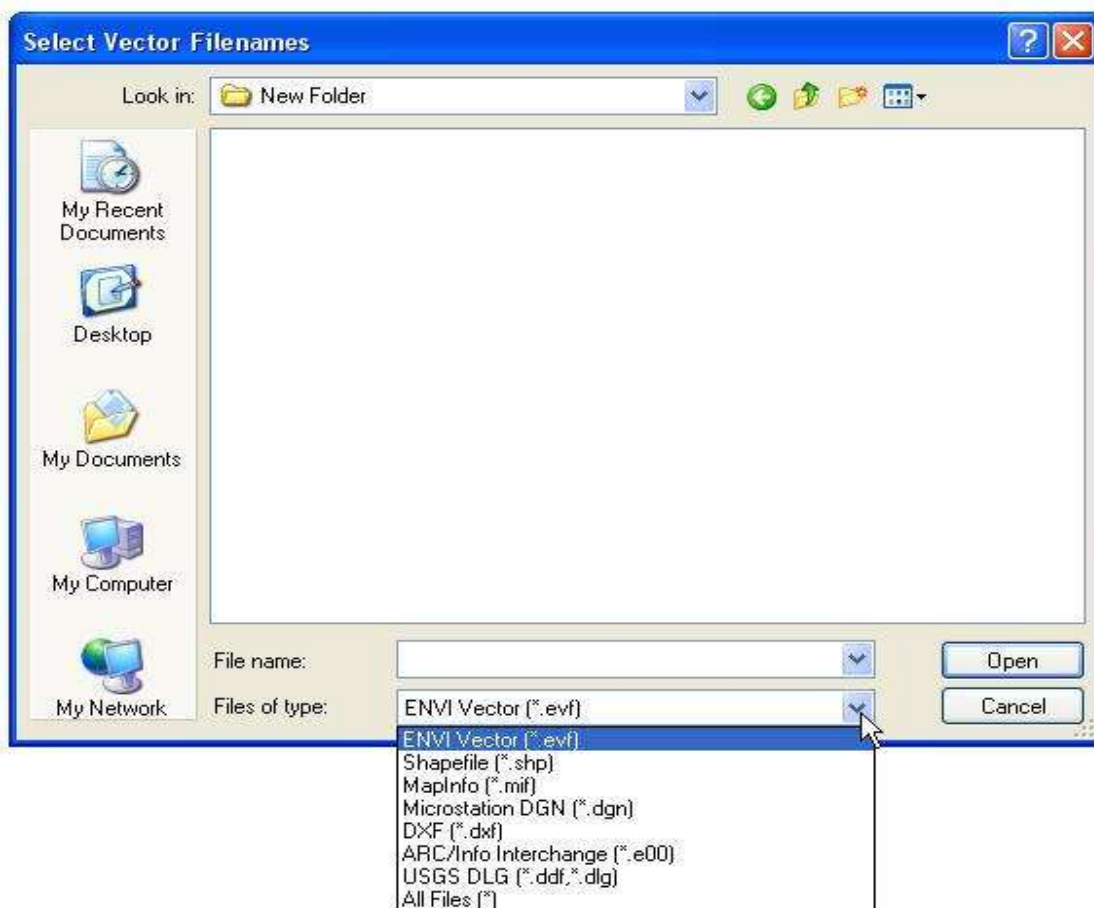 Select Vector Filenames
Look in:
New Folder
My Recent
Documents
Desktop
My Documents
My Computer
My Network
File name:
Open
Files of type:
ENVI Vector (*.evf)
Cancel
ENVI Vector (*.evf)
Shapefile (*.shp)
MapInfo (*.mif)
Microstation DGN (*.dgn)
DXF (*.dxf)
ARC/Info Interchange (*.e00)
USGS DLG (*.ddf,*.dlg)
All Files (*)